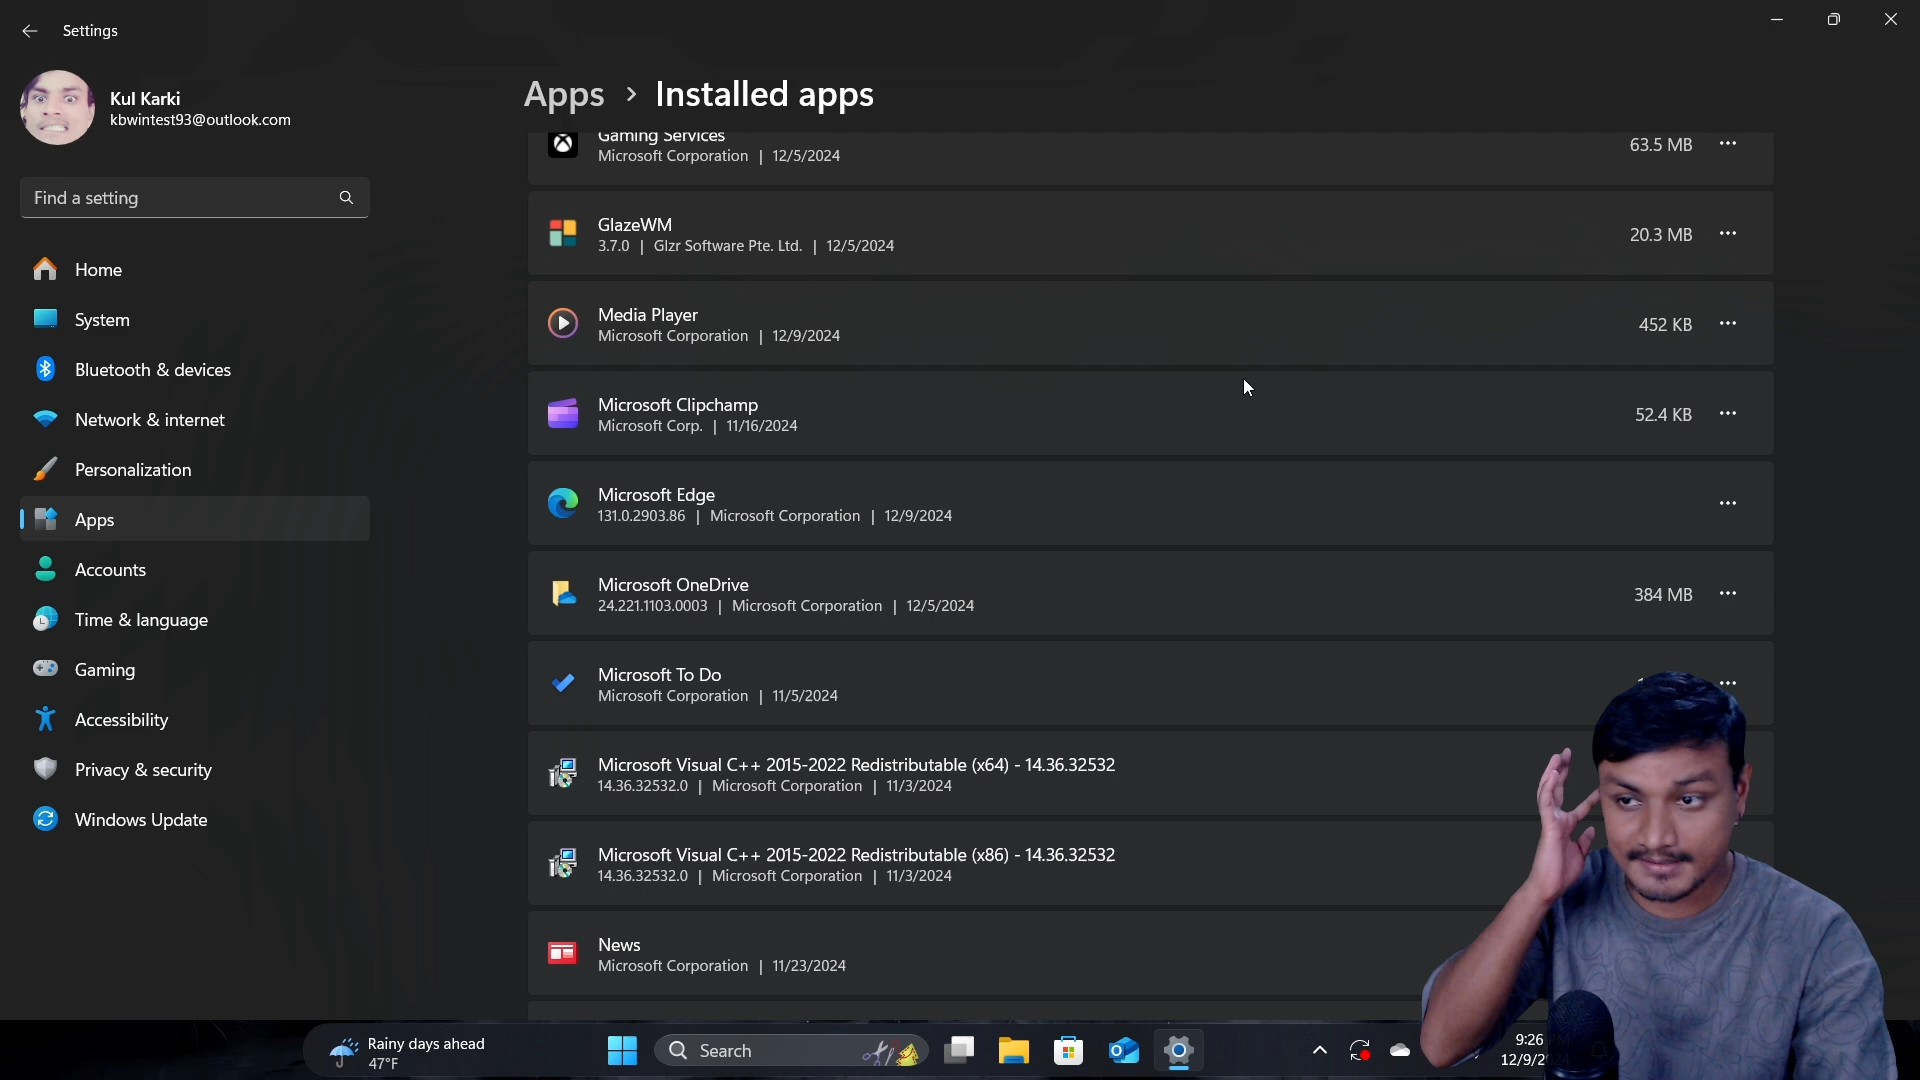 Settings
Kul Karki
kbwintest93@outlook.com
Find a setting
Home
System
Bluetooth & devices
Network & internet
Personalization
Apps
Accounts
Time & language
Gaming
Accessibility
Privacy & security
Windows Update
Apps > Installed apps
Gaming Services
Microsoft Corporation | 12/5/2024
63.5 MB
GlazeWM
3.7.0 | Glzr Software Pte. Ltd. | 12/5/2024
20.3 MB
Media Player
Microsoft Corporation | 12/9/2024
452 KB
Microsoft Clipchamp
Microsoft Corp. | 11/16/2024
52.4 KB
Microsoft Edge
131.0.2903.86 | Microsoft Corporation | 12/9/2024
Microsoft OneDrive
24.221.1103.0003 | Microsoft Corporation | 12/5/2024
384 MB
Microsoft To Do
Microsoft Corporation | 11/5/2024
Microsoft Visual C++ 2015-2022 Redistributable (x64) - 14.36.32532
14.36.32532.0 | Microsoft Corporation | 11/3/2024
Microsoft Visual C++ 2015-2022 Redistributable (x86) - 14.36.32532
14.36.32532.0 | Microsoft Corporation | 11/3/2024
News
Microsoft Corporation | 11/23/2024
Rainy days ahead
47°F
Search
9:26
12/9/